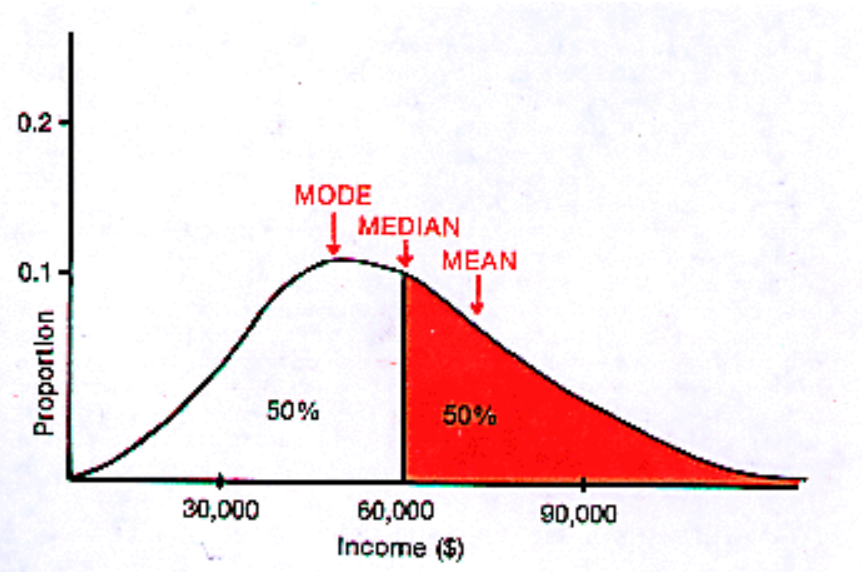 0.2
MODE
MEDIAN
MEAN
0.1
Proportion
50%
50%
30,000
60,000
90,000
Income ($)